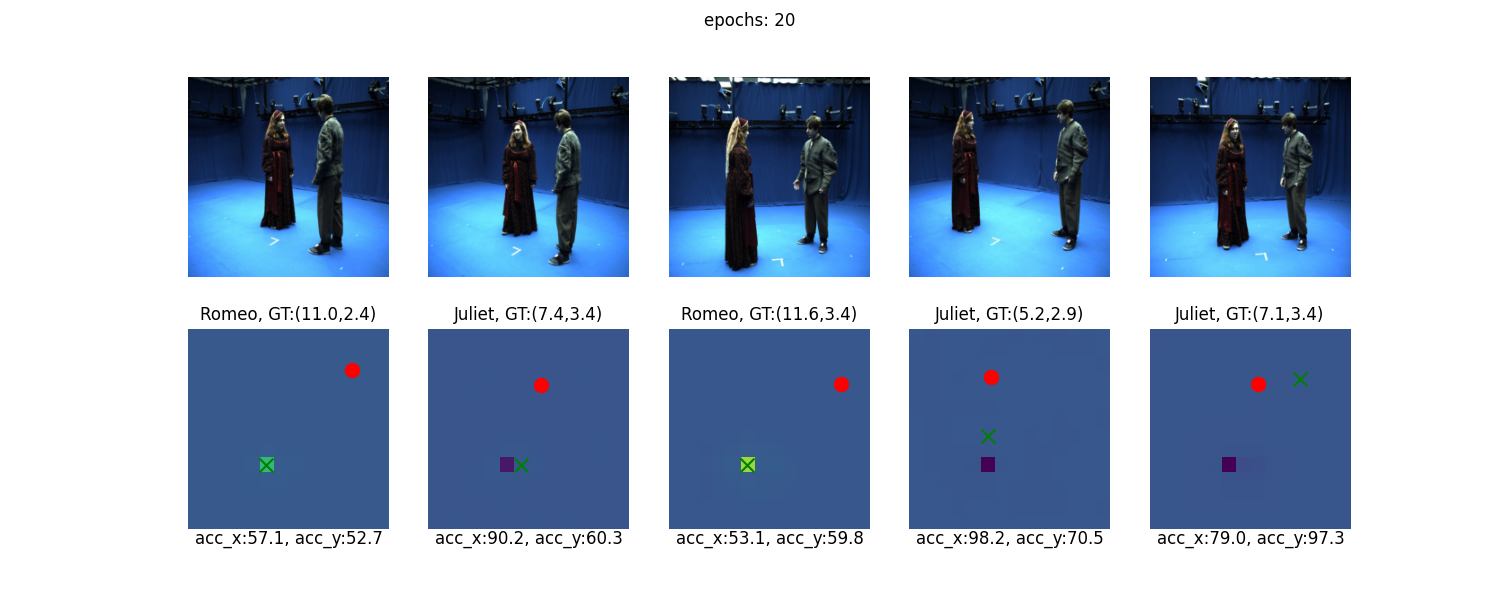 epochs: 20
Romeo, GT:(11.0,2.4)
Juliet, GT:(7.4,3.4)
Romeo, GT:(11.6,3.4)
Juliet, GT:(5.2,2.9)
Juliet, GT:(7.1,3.4)
acc_x:57.1, acc_y:52.7
acc_x:90.2, acc_y:60.3
acc_x:53.1, acc_y:59.8
acc_x:98.2, acc_y:70.5
acc_x:79.0, acc_y:97.3